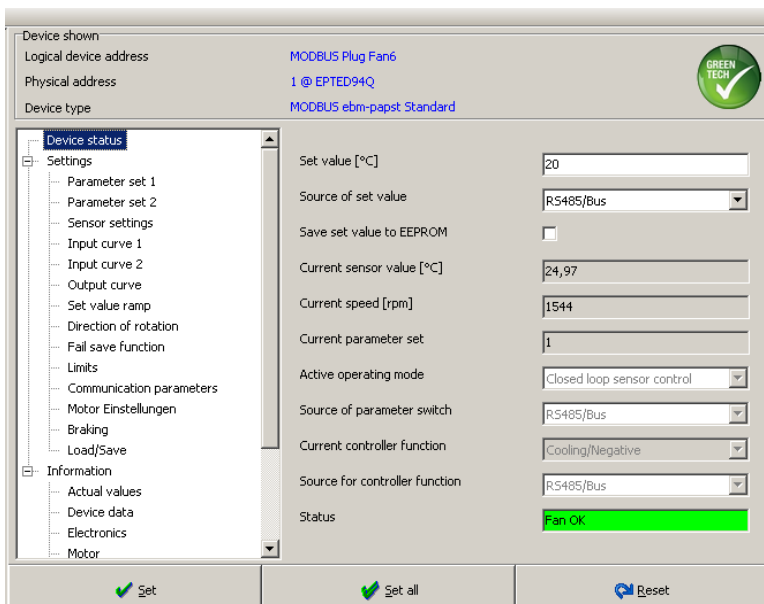 Device shown
Logical device address MODBUS Plug Fan6
Physical address 1 @ EPTED94Q
Device type MODBUS ebm-papst Standard
GREEN
TECH
Device status
Settings
Parameter set 1
Parameter set 2
Sensor settings
Input curve 1
Input curve 2
Output curve
Set value ramp
Direction of rotation
Fail save function
Limits
Communication parameters
Motor Einstellungen
Braking
Load/Save
Information
Actual values
Device data
Electronics
Motor
Set value [°C] 20
Source of set value RS485/Bus
Save set value to EEPROM
Current sensor value [°C] 24,97
Current speed [rpm] 1544
Current parameter set 1
Active operating mode Closed loop sensor control
Source of parameter switch RS485/Bus
Current controller function Cooling/Negative
Source for controller function RS485/Bus
Status Fan OK
Set Set all Reset